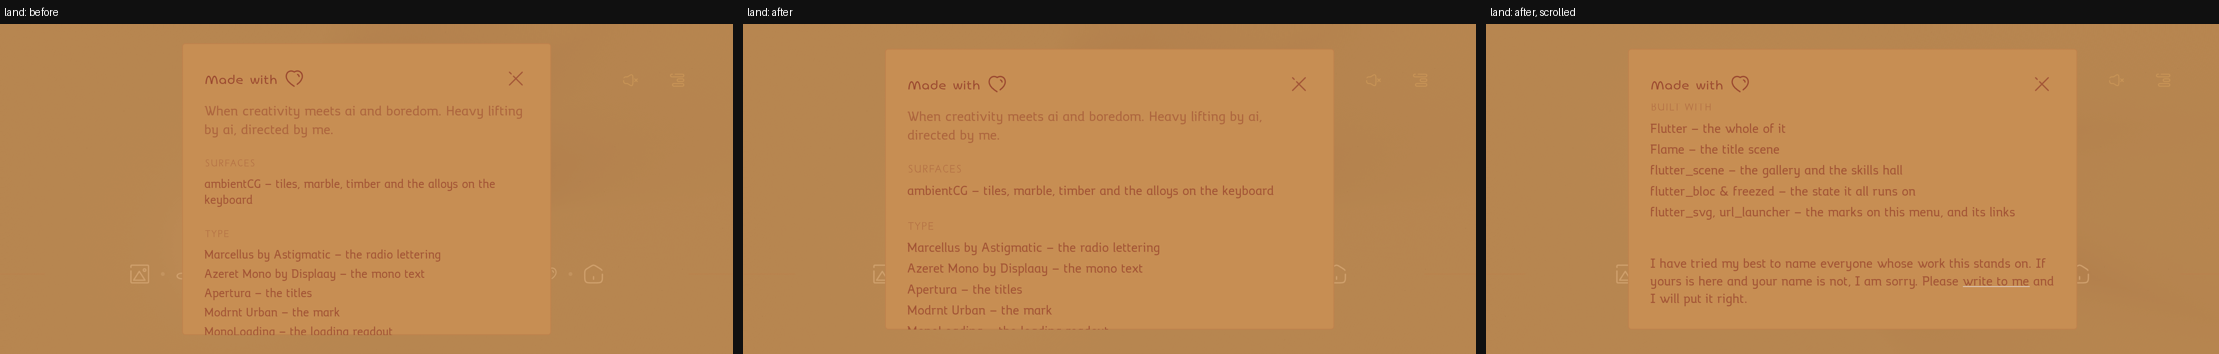 land: before
Made with
When creativity meets ai and boredom. Heavy lifting
by ai, directed by me.
SURFACES
ambientCG – tiles, marble, timber and the alloys on the
keyboard
TYPE
Marcellus by Astigmatic – the radio lettering
Azeret Mono by Displaay – the mono text
Apertura – the titles
Modrnt Urban – the mark
MonoLoading – the loading readout
land: after
Made with
When creativity meets ai and boredom. Heavy lifting by ai,
directed by me.
SURFACES
ambientCG – tiles, marble, timber and the alloys on the keyboard
TYPE
Marcellus by Astigmatic – the radio lettering
Azeret Mono by Displaay – the mono text
Apertura – the titles
Modrnt Urban – the mark
MonoLoading – the loading readout
land: after, scrolled
Made with
BUILT WITH
Flutter – the whole of it
Flame – the title scene
flutter_scene – the gallery and the skills hall
flutter_bloc & freezed – the state it all runs on
flutter_svg, url_launcher – the marks on this menu, and its links
I have tried my best to name everyone whose work this stands on. If
yours is here and your name is not, I am sorry. Please write to me and
I will put it right.